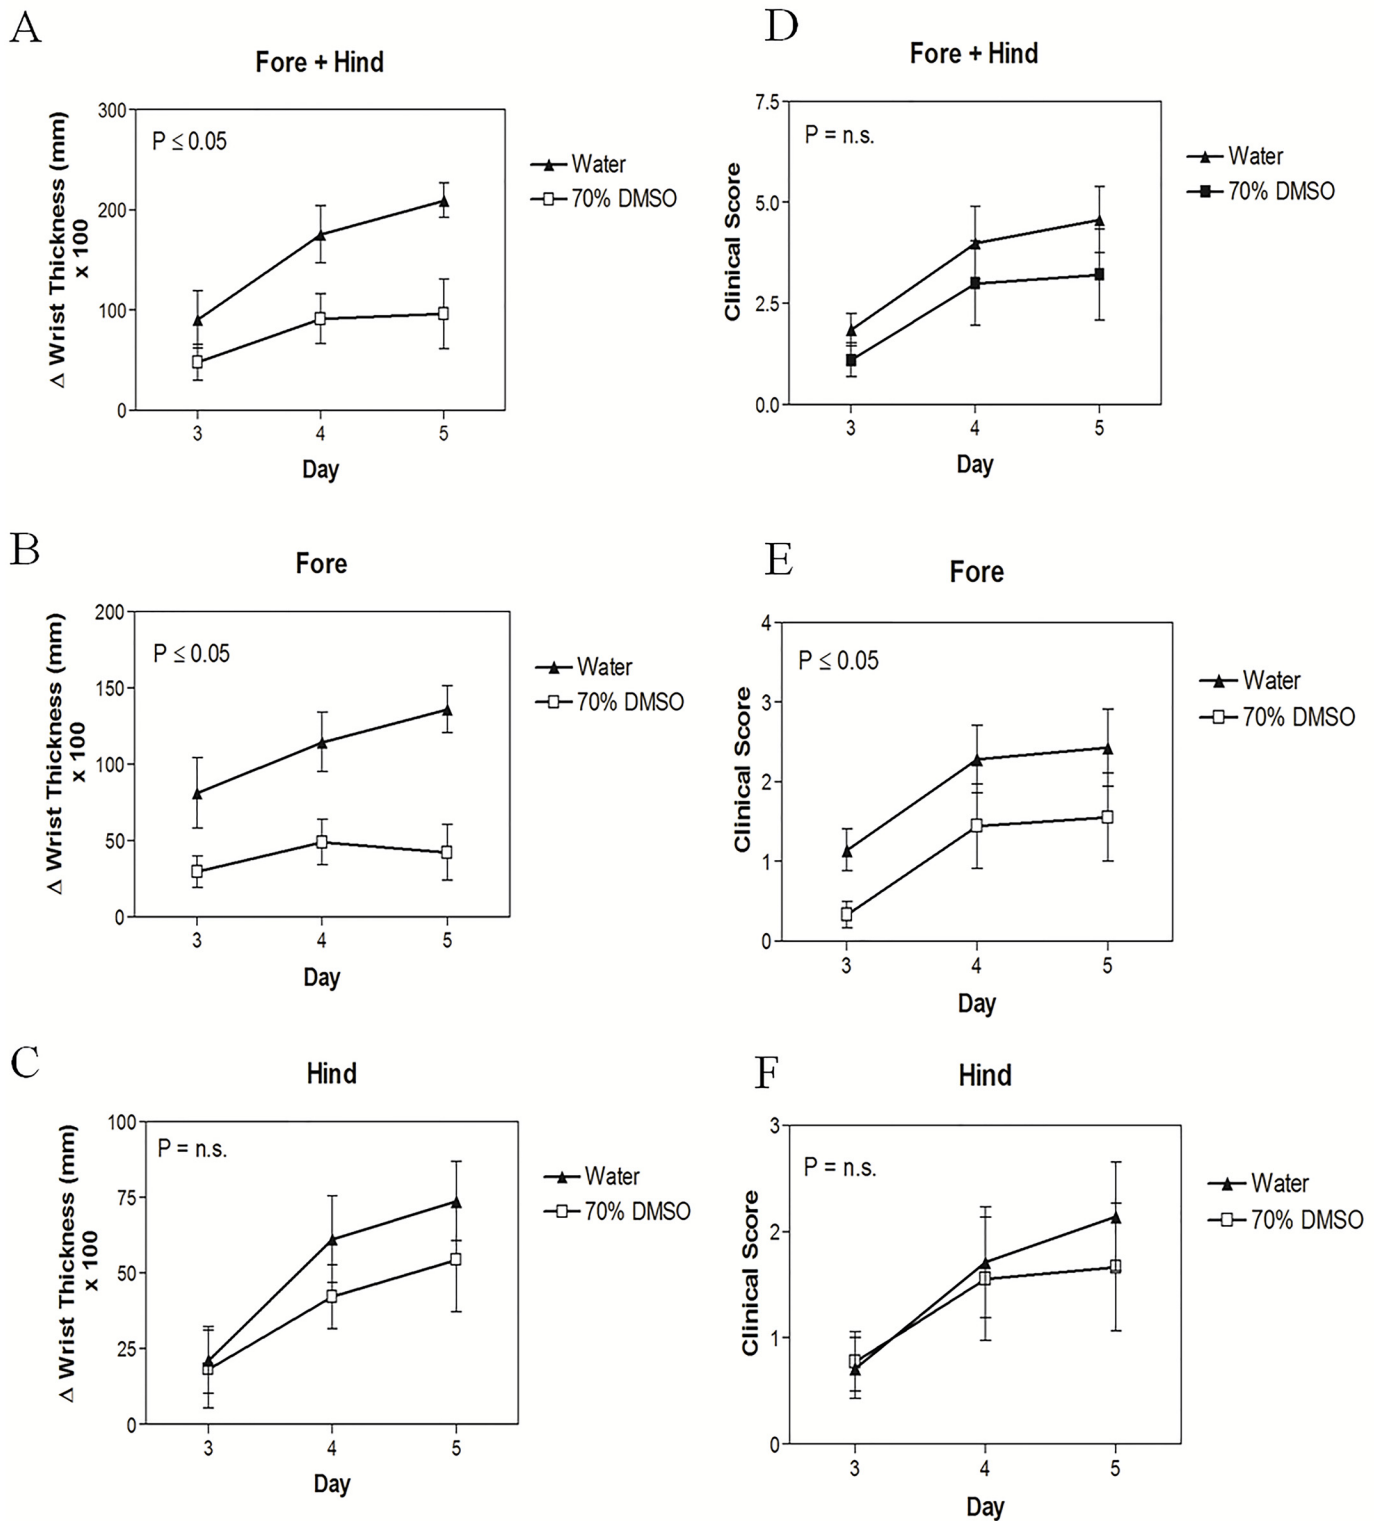 A
Fore + Hind
300
200
100
0
Δ Wrist Thickness (mm)
x 100
P ≤ 0.05
Water
70% DMSO
3 4 5
Day
D
Fore + Hind
7.5
5.0
2.5
0.0
Clinical Score
P = n.s.
Water
70% DMSO
3 4 5
Day
B
Fore
200
150
100
50
0
Δ Wrist Thickness (mm)
x 100
P ≤ 0.05
Water
70% DMSO
3 4 5
Day
E
Fore
4
3
2
1
0
Clinical Score
P ≤ 0.05
Water
70% DMSO
3 4 5
Day
C
Hind
100
75
50
25
0
Δ Wrist Thickness (mm)
x 100
P = n.s.
Water
70% DMSO
3 4 5
Day
F
Hind
3
2
1
0
Clinical Score
P = n.s.
Water
70% DMSO
3 4 5
Day